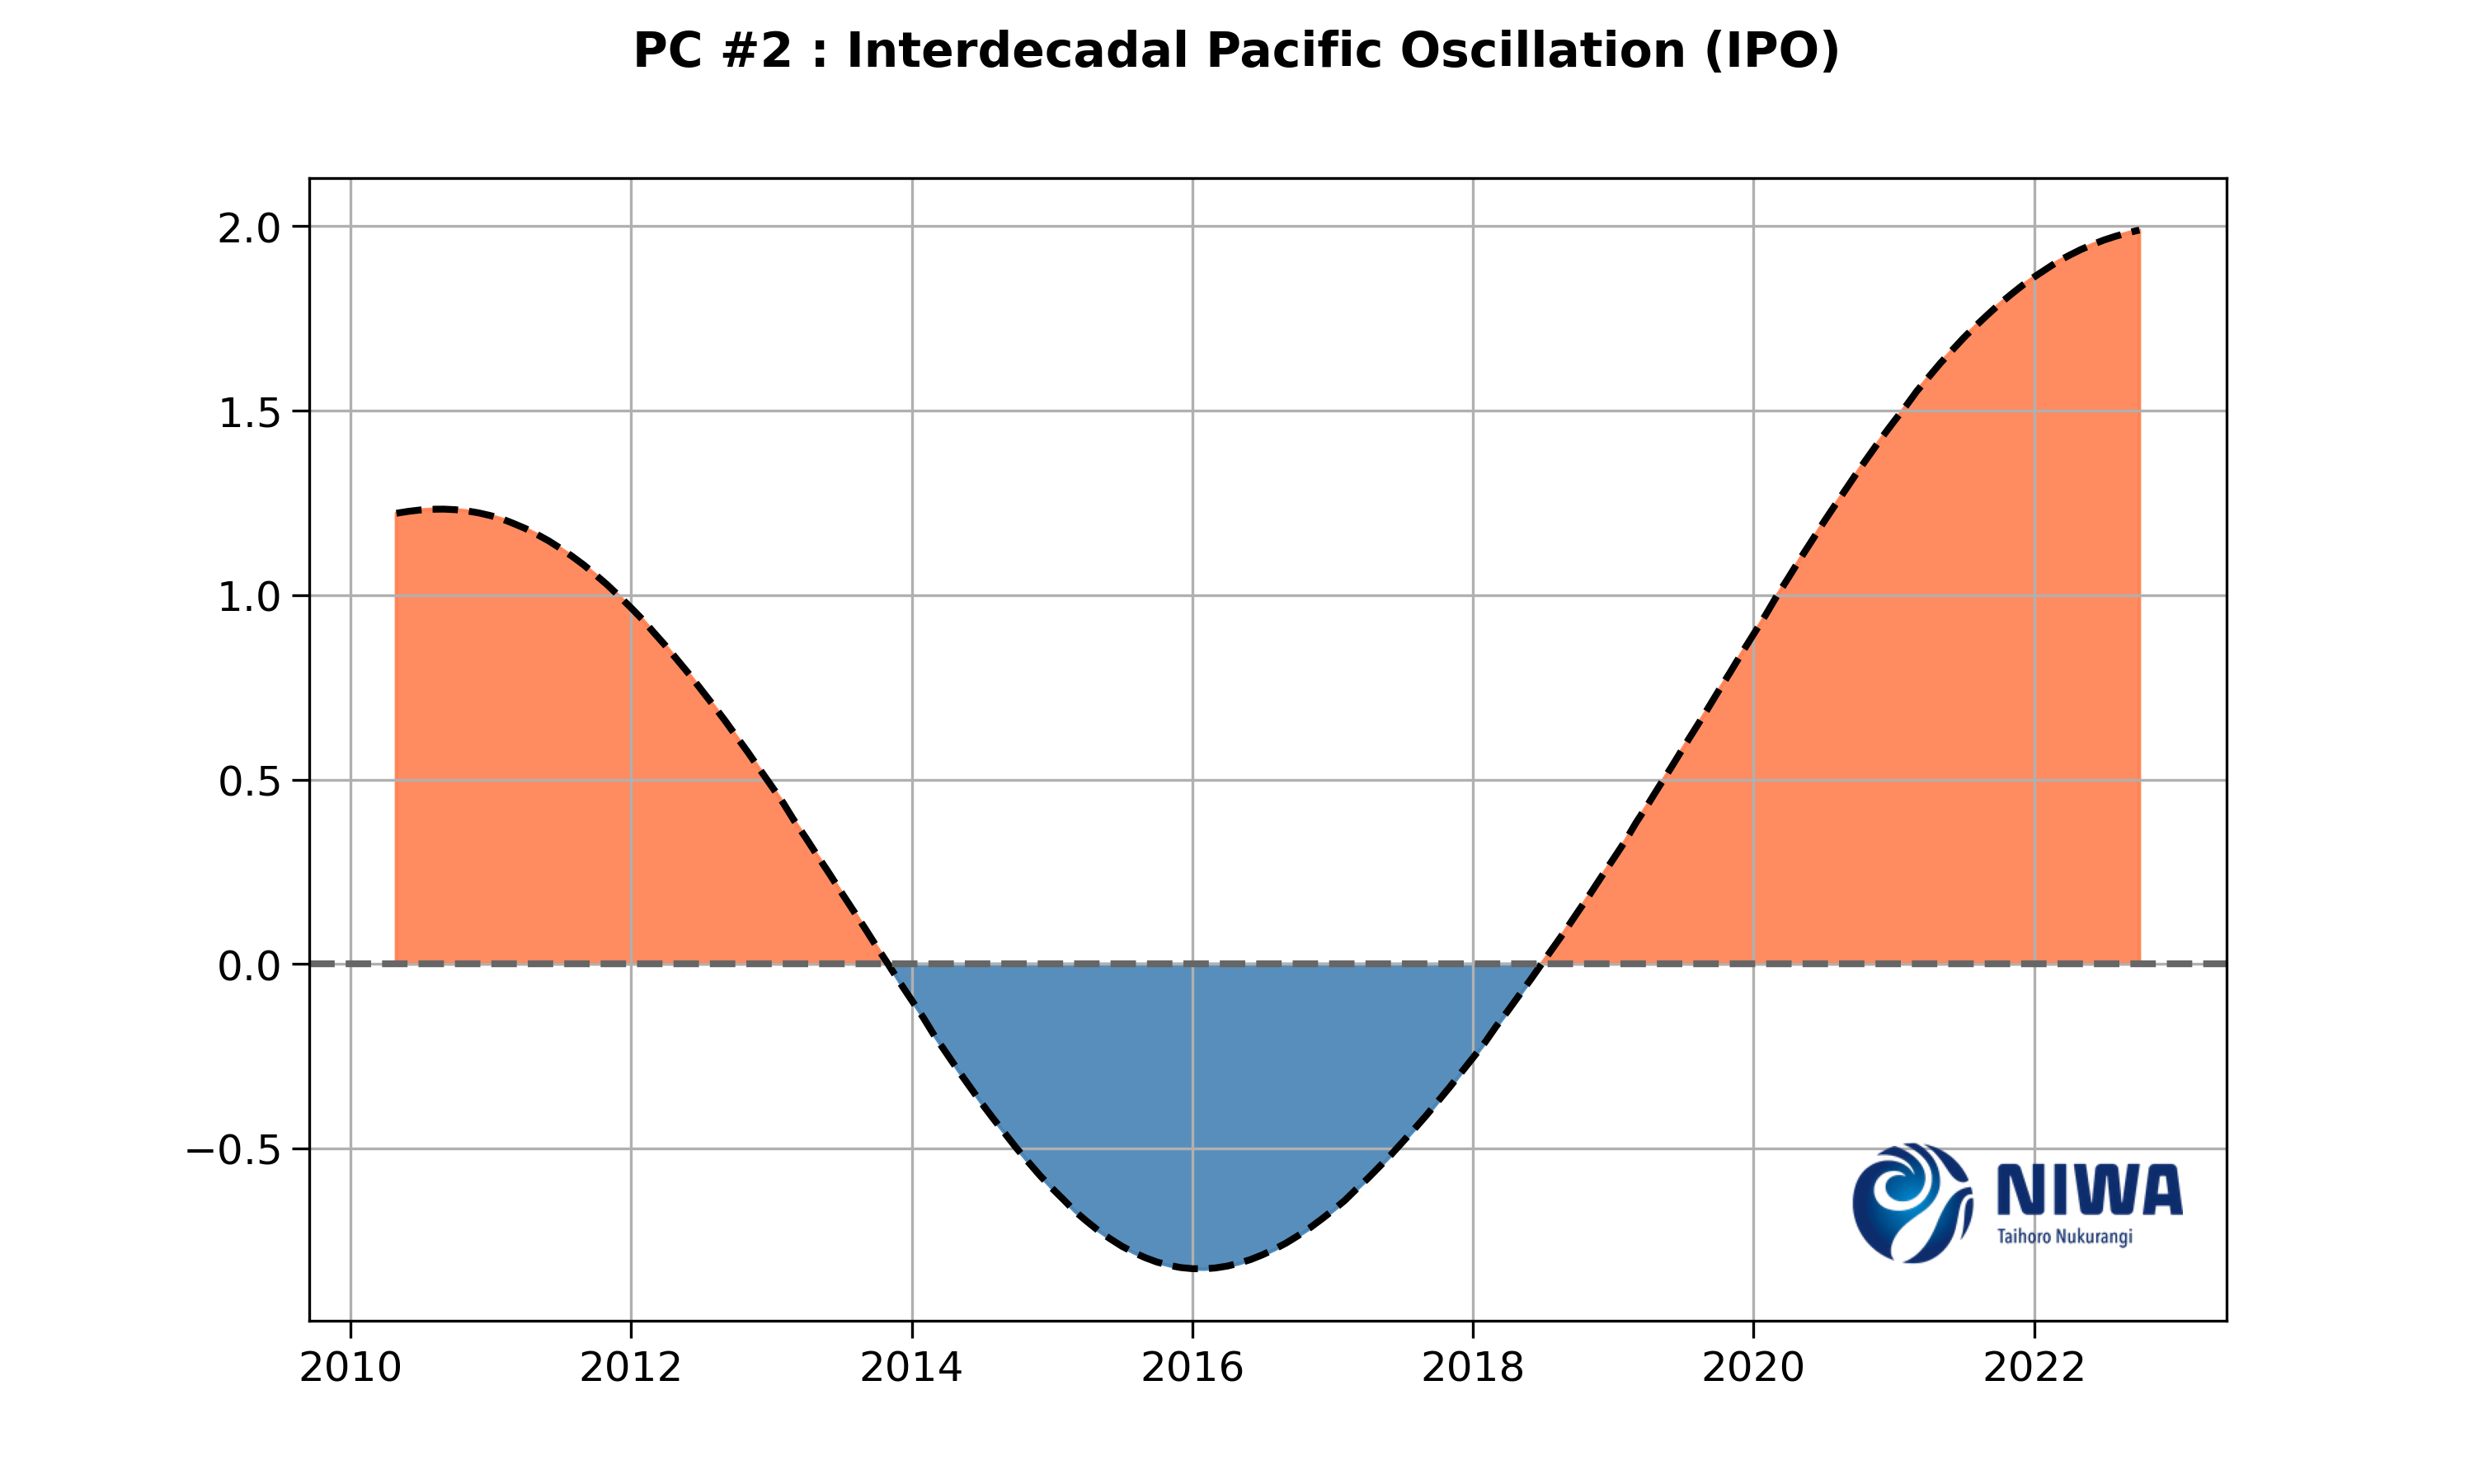 PC #2 : Interdecadal Pacific Oscillation (IPO)
2.0
1.5
1.0
0.5
0.0
−0.5
NIWA
Taihoro Nukurangi
2010 2012 2014 2016 2018 2020 2022